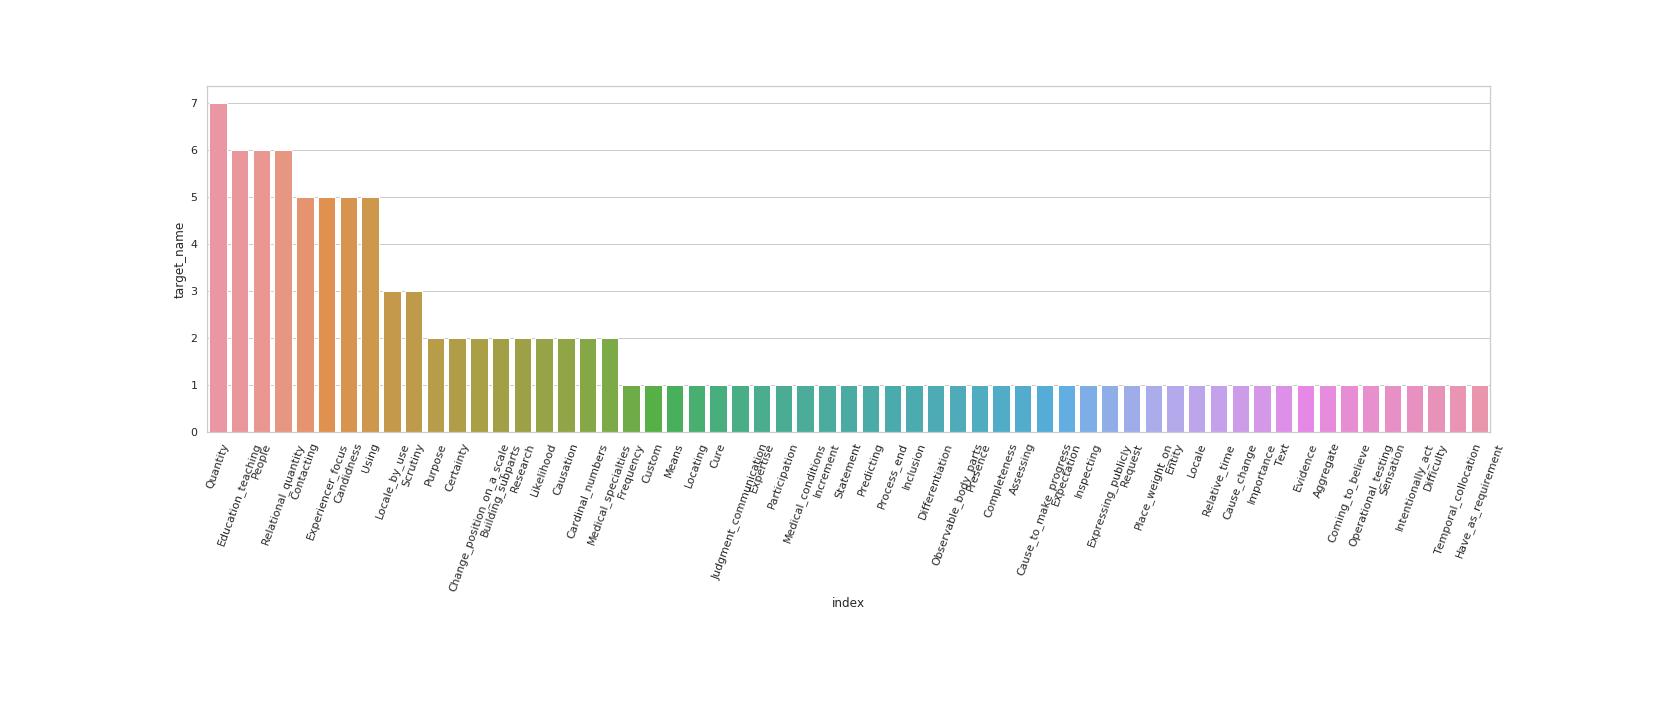 7
6
5
4
3
2
1
0
target_name
Quantity
Education_teaching
People
Relational_quantity
Contacting
Experiencer_focus
Candidness
Using
Locale_by_use
Scrutiny
Purpose
Certainty
Change_position_on_a_scale
Building_subparts
Research
Likelihood
Causation
Cardinal_numbers
Medical_specialties
Frequency
Custom
Means
Locating
Cure
Judgment_communication
Expertise
Participation
Medical_conditions
Increment
Statement
Predicting
Process_end
Inclusion
Differentiation
Observable_body_parts
Presence
Completeness
Assessing
Cause_to_make_progress
Expectation
Inspecting
Expressing_publicly
Request
Place_weight_on
Entity
Locale
Relative_time
Cause_change
Importance
Text
Evidence
Aggregate
Coming_to_believe
Operational_testing
Sensation
Intentionally_act
Difficulty
Temporal_collocation
Have_as_requirement
index